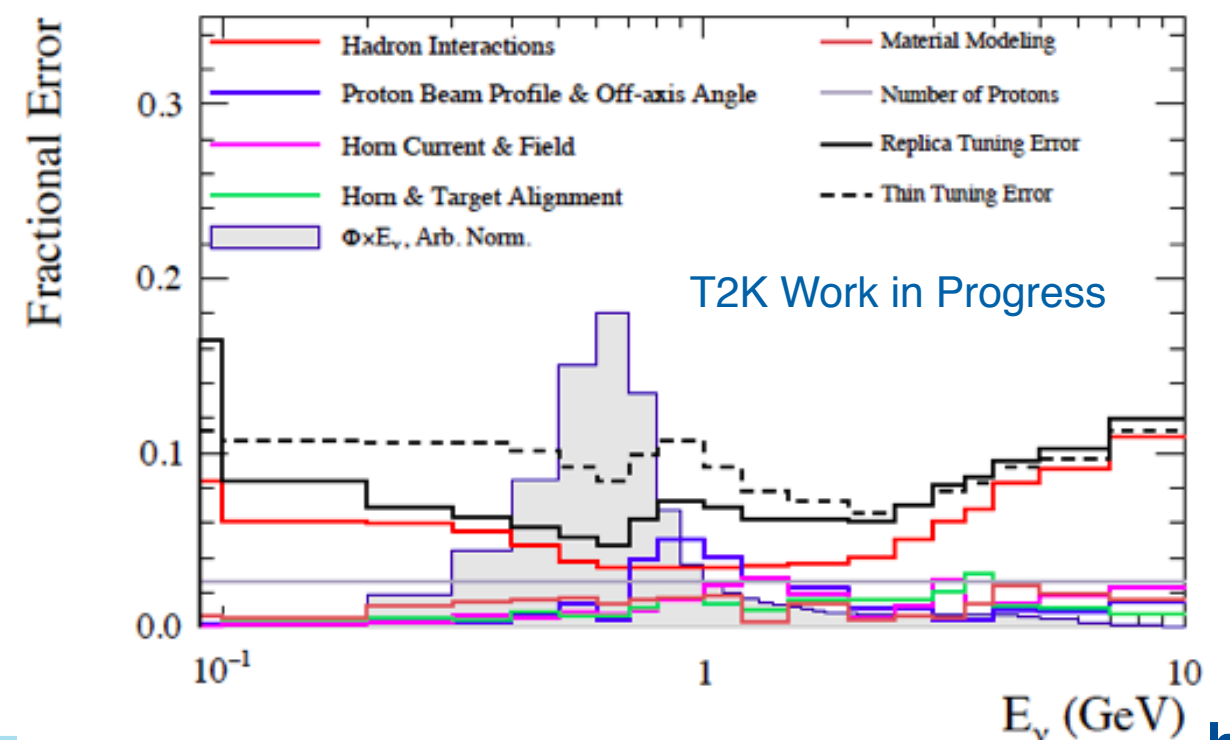 Fractional Error
0.3
0.2
0.1
0.0
Hadron Interactions
Proton Beam Profile & Off-axis Angle
Horn Current & Field
Horn & Target Alignment
Φ×Eᵥ, Arb. Norm.
Material Modeling
Number of Protons
Replica Tuning Error
Thin Tuning Error
T2K Work in Progress
10⁻¹
1
10
Eᵥ (GeV)